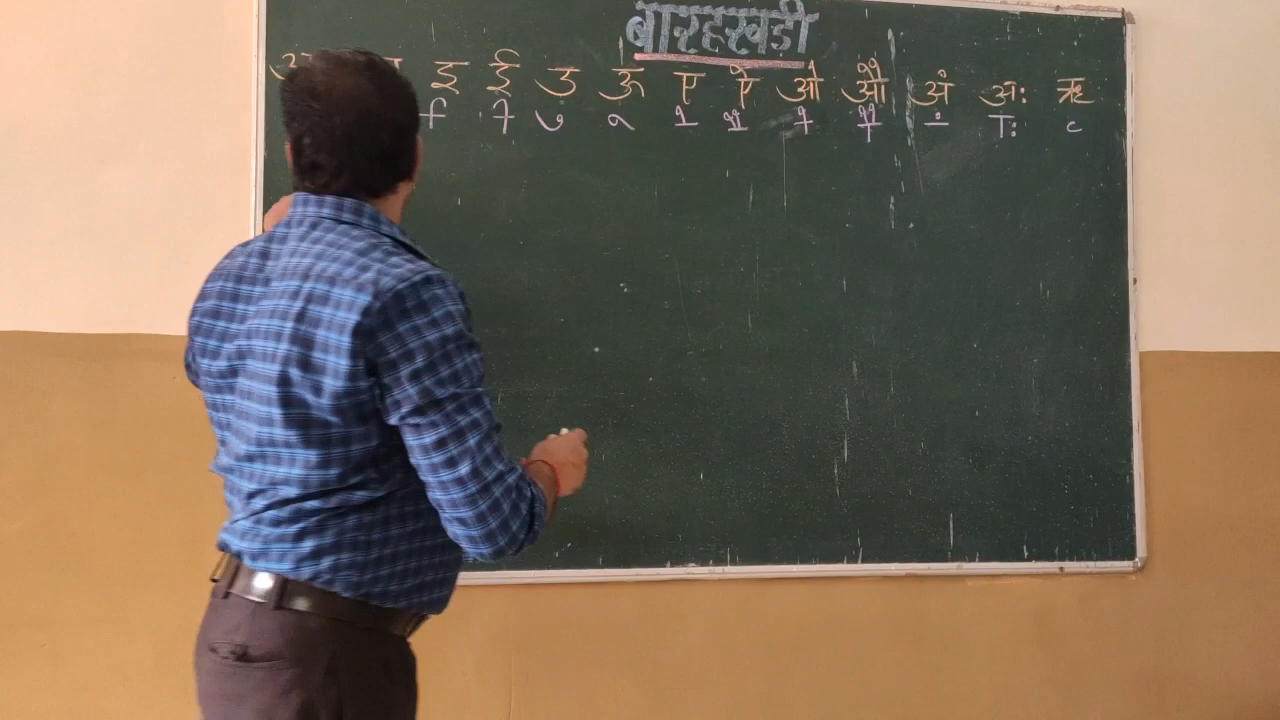 बारहखड़ी
इ ई उ ऊ ए ऐ ओ औ अं अः ऋ
ि ी ु ू े ै ो ौ ं ः ृ